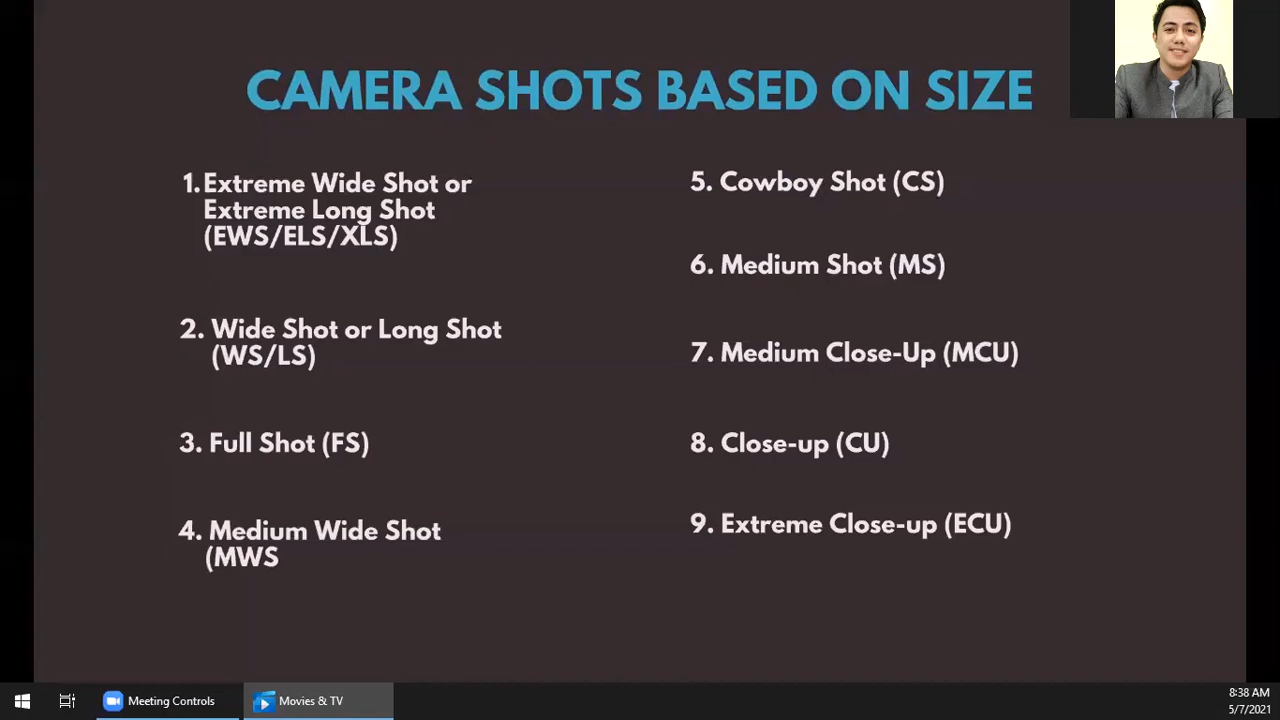 CAMERA SHOTS BASED ON SIZE
1. Extreme Wide Shot or
Extreme Long Shot
(EWS/ELS/XLS)
2. Wide Shot or Long Shot
(WS/LS)
3. Full Shot (FS)
4. Medium Wide Shot
(MWS
5. Cowboy Shot (CS)
6. Medium Shot (MS)
7. Medium Close-Up (MCU)
8. Close-up (CU)
9. Extreme Close-up (ECU)
Meeting Controls
Movies & TV
8:38 AM
5/7/2021